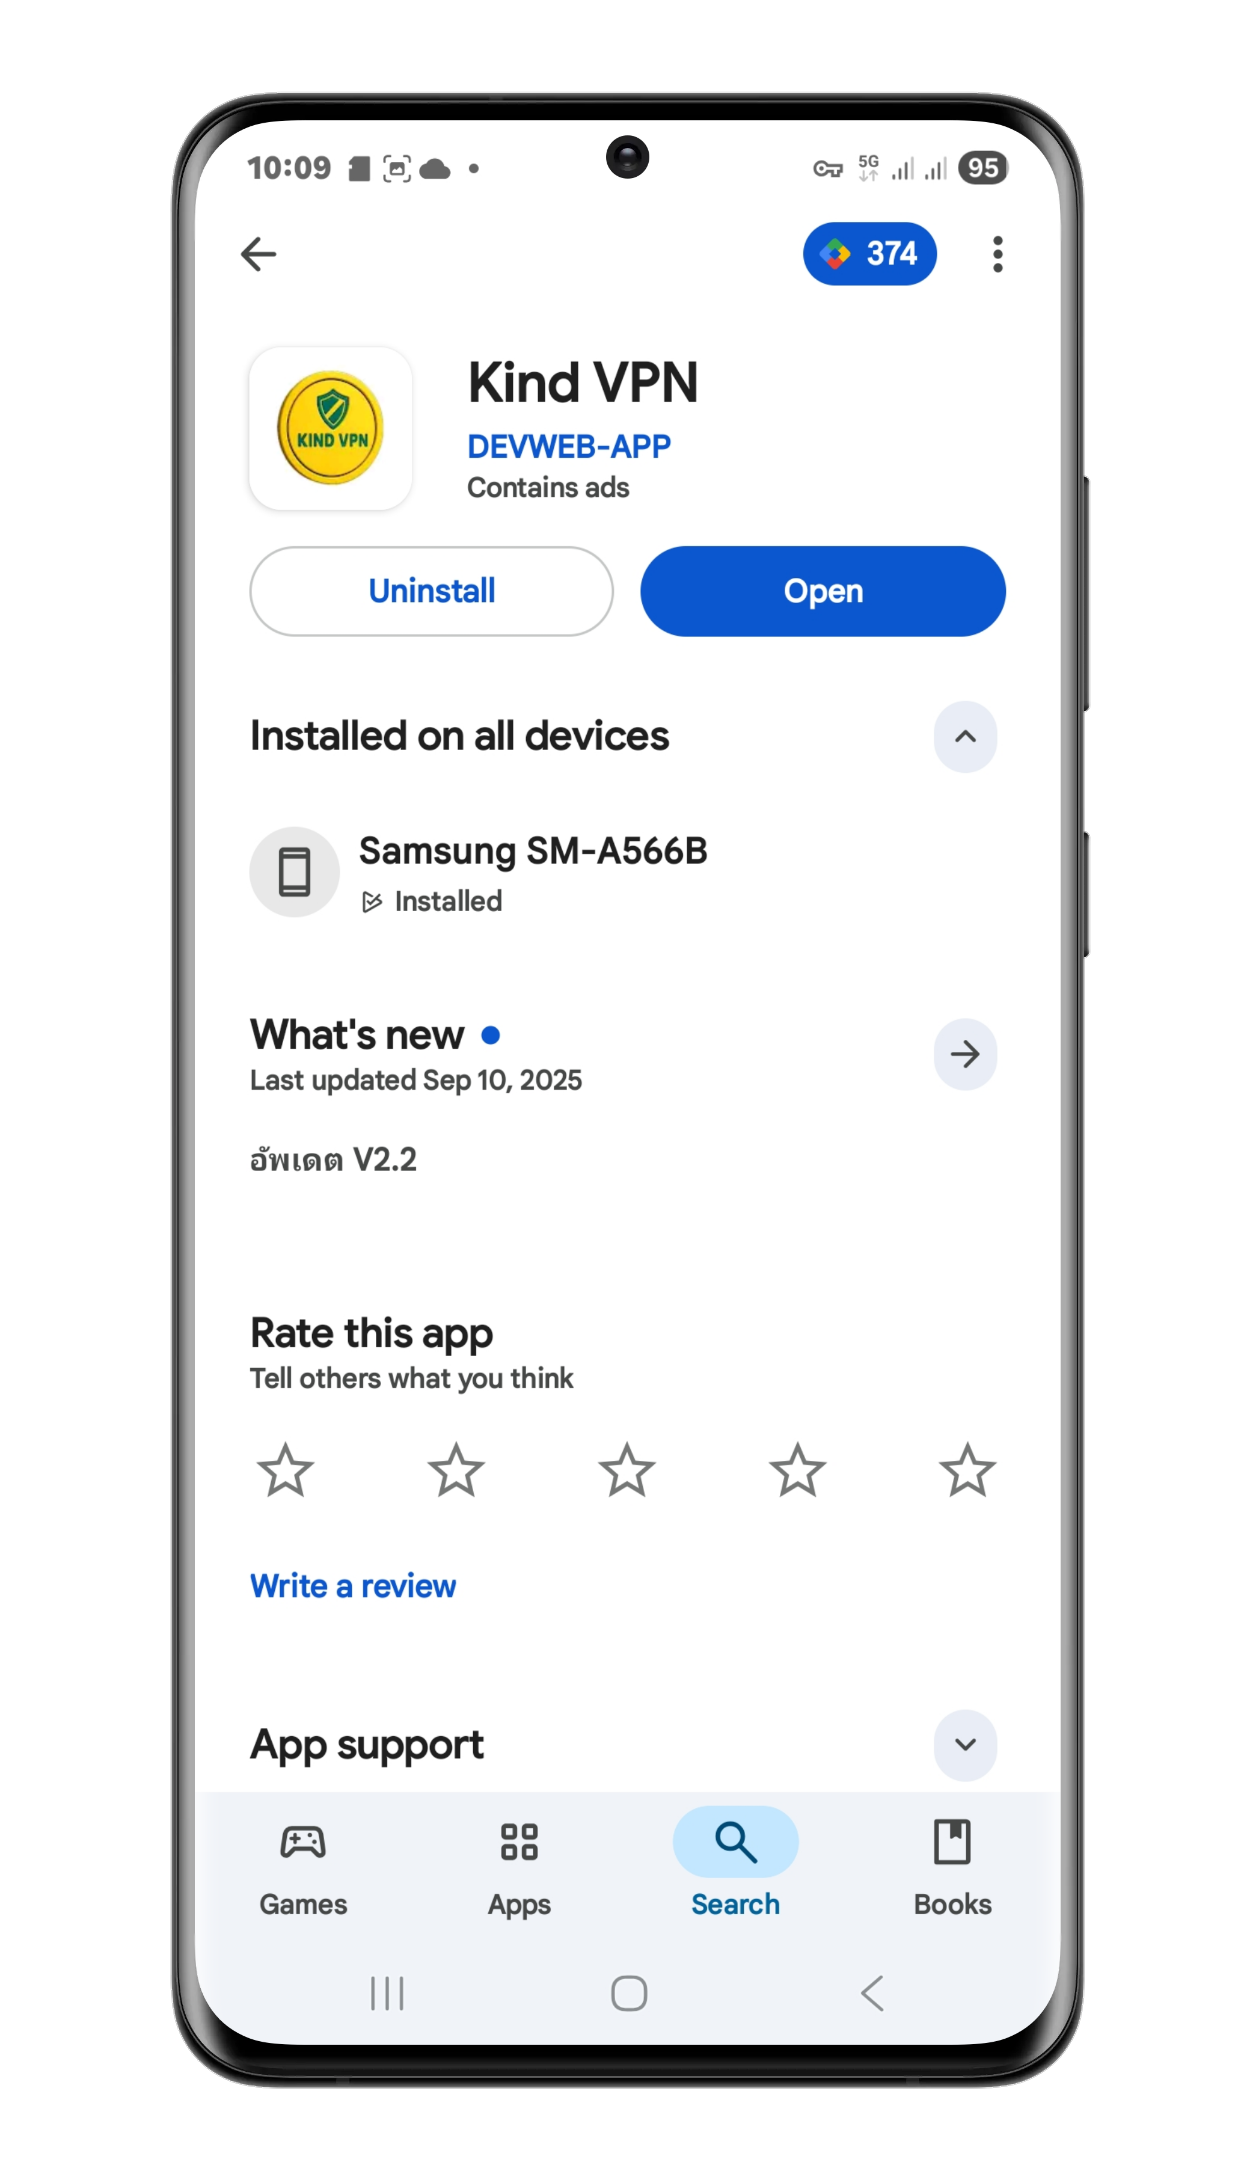 10:09
5G
95
374
KIND VPN
Kind VPN
DEVWEB-APP
Contains ads
Uninstall
Open
Installed on all devices
Samsung SM-A566B
Installed
What's new
Last updated Sep 10, 2025
อัพเดต V2.2
Rate this app
Tell others what you think
Write a review
App support
Games
Apps
Search
Books